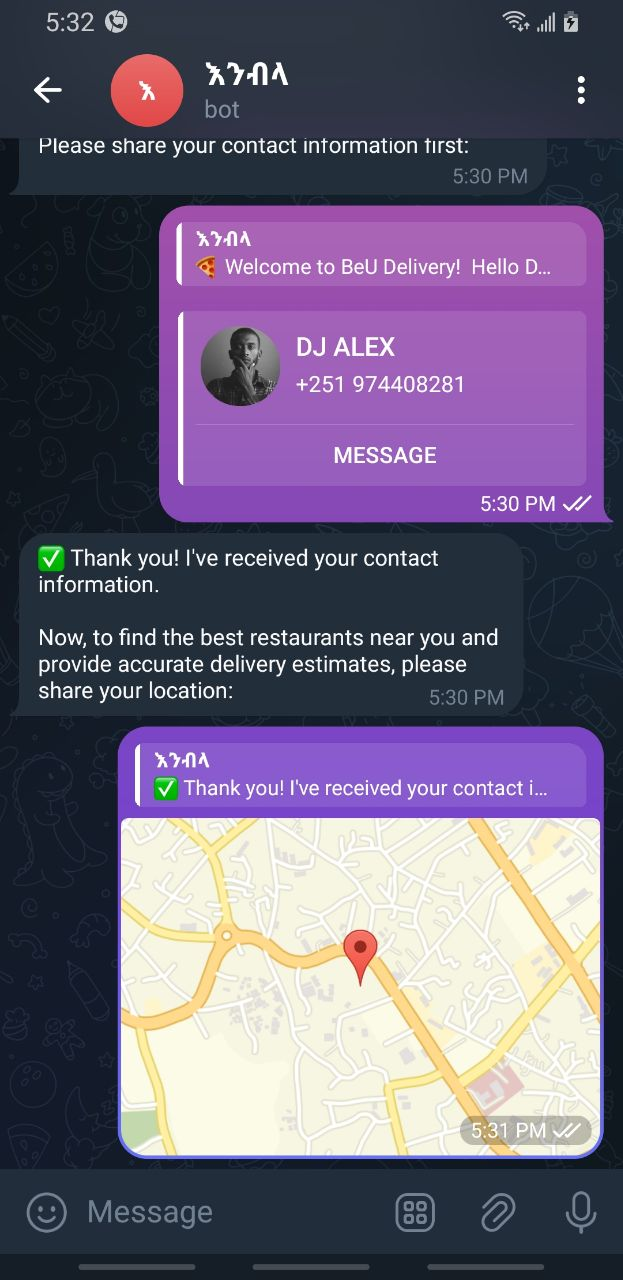 5:32
እንብላ
እ
bot
Please share your contact information first:
5:30 PM
እንብላ
🍕 Welcome to BeU Delivery! Hello D...
DJ ALEX
+251 974408281
MESSAGE
5:30 PM
✅ Thank you! I've received your contact
information.
Now, to find the best restaurants near you and
provide accurate delivery estimates, please
share your location:
5:30 PM
እንብላ
✅ Thank you! I've received your contact i...
5:31 PM
Message